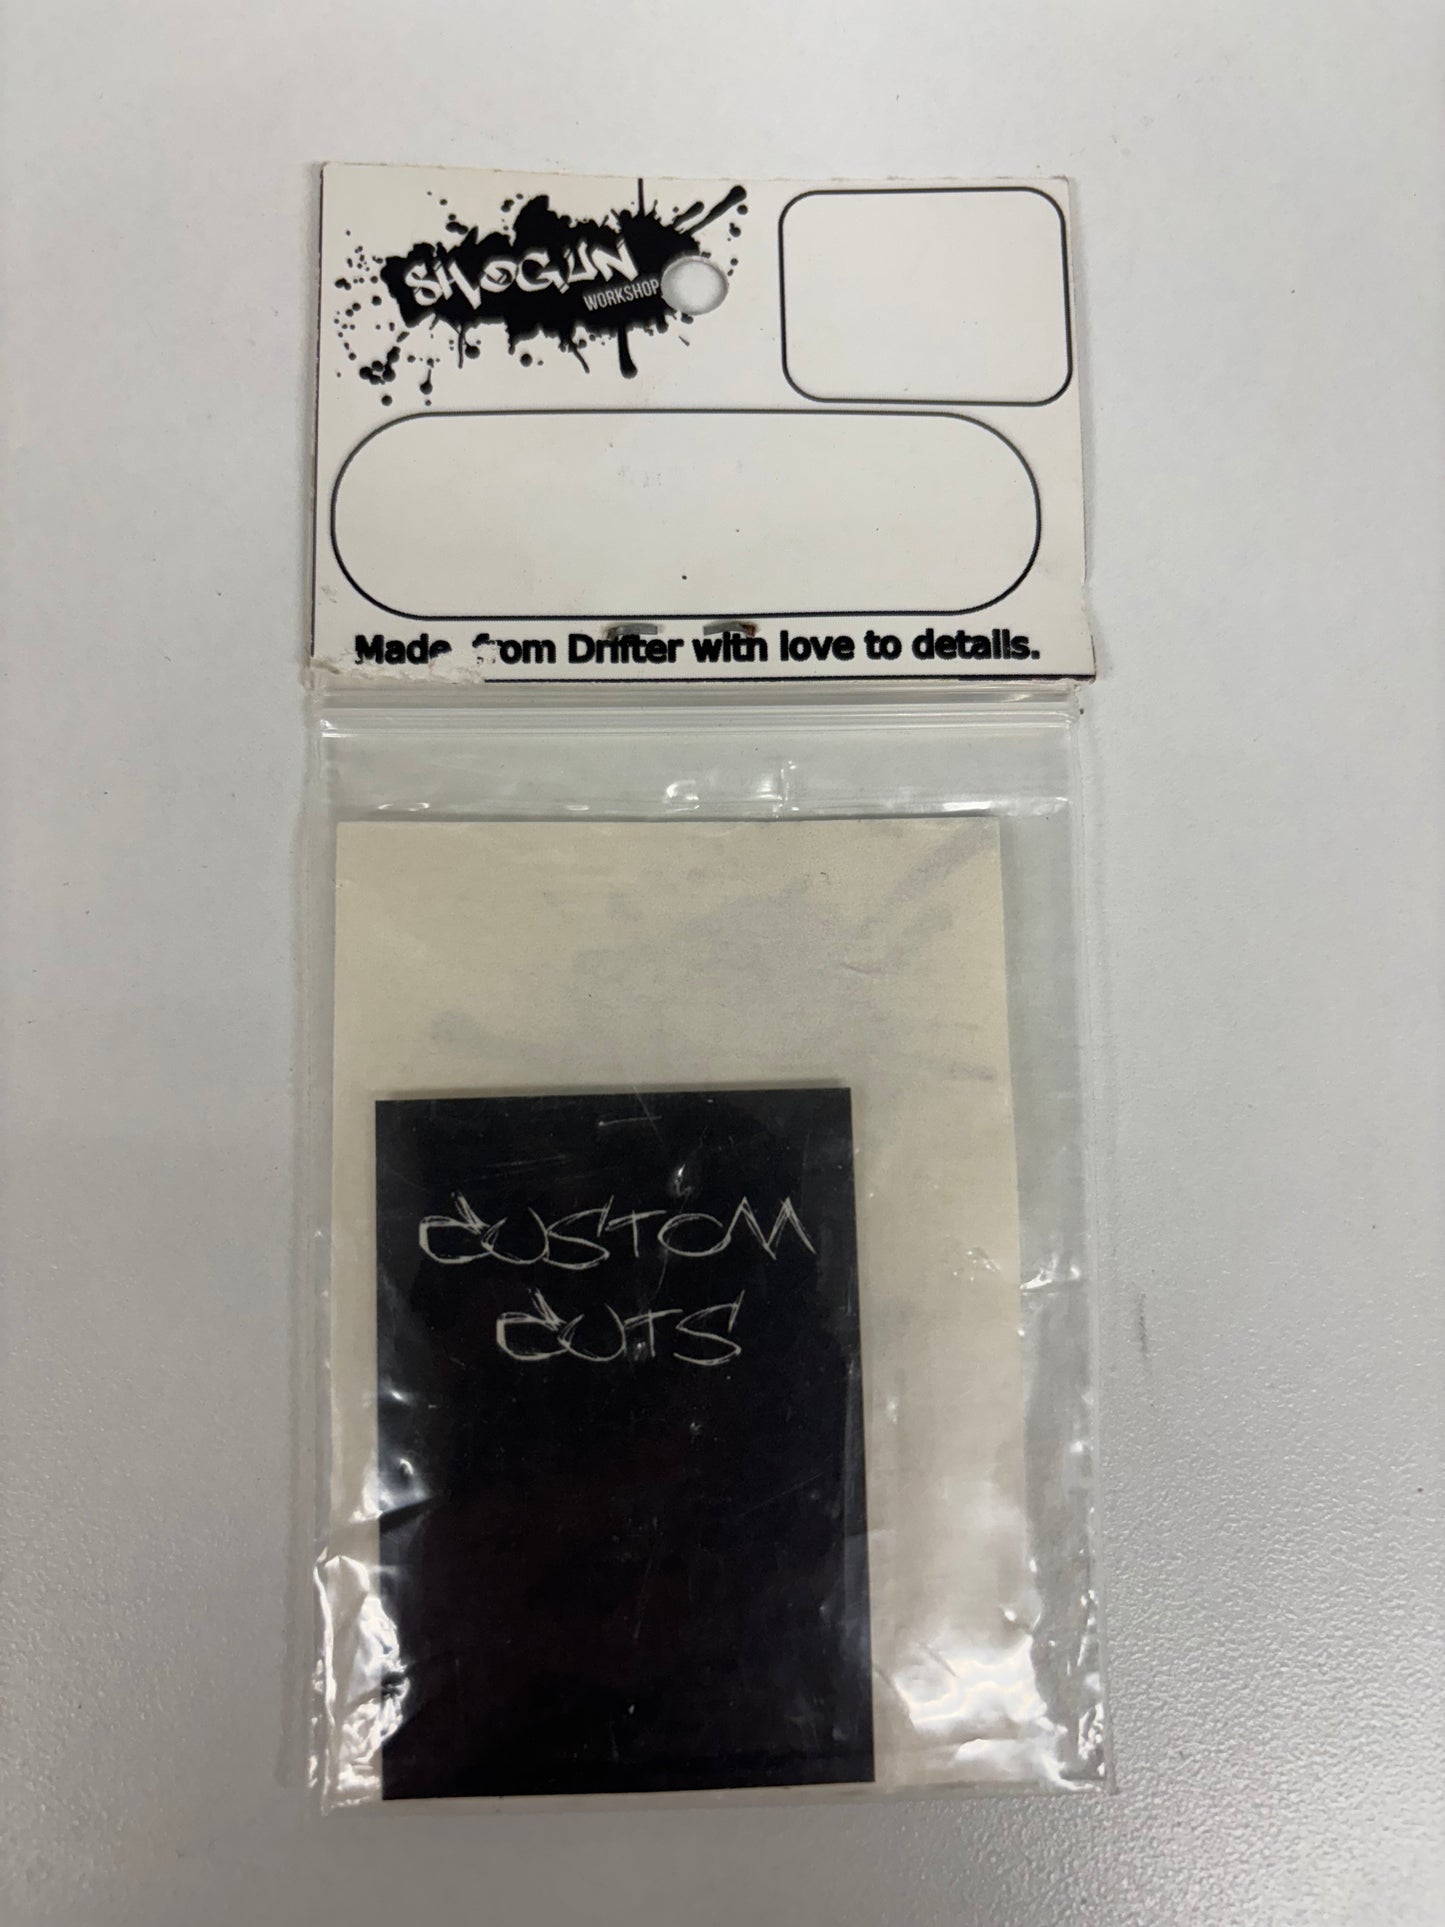 SHOGUN
WORKSHOP
Made from Drifter with love to details.
CUSTOM
CUTS